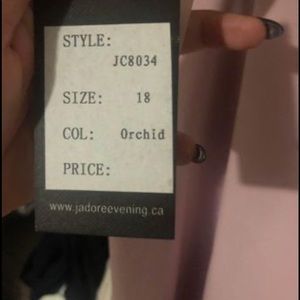 STYLE:
JC8034
SIZE: 18
COL: Orchid
PRICE:
www.jadoreevening.ca